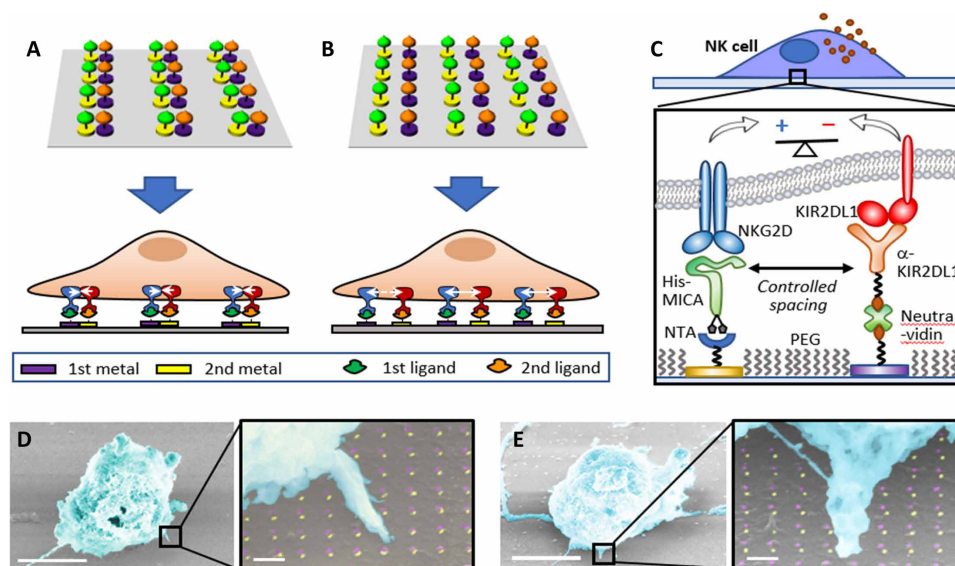 A
B
C
NK cell
+ −
KIR2DL1
NKG2D
α-
KIR2DL1
His-
MICA
Controlled
spacing
NTA
PEG
Neutra
-vidin
1st metal
2nd metal
1st ligand
2nd ligand
D
E